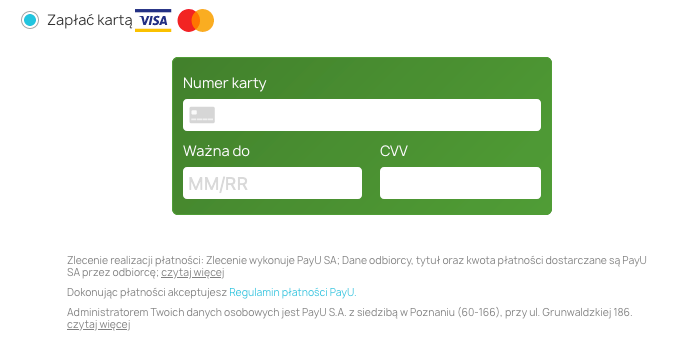 Zapłać kartą VISA
Numer karty
Ważna do CVV
MM/RR
Zlecenie realizacji płatności: Zlecenie wykonuje PayU SA; Dane odbiorcy, tytuł oraz kwota płatności dostarczane są PayU
SA przez odbiorcę; czytaj więcej
Dokonując płatności akceptujesz Regulamin płatności PayU.
Administratorem Twoich danych osobowych jest PayU S.A. z siedzibą w Poznaniu (60-166), przy ul. Grunwaldzkiej 186.
czytaj więcej